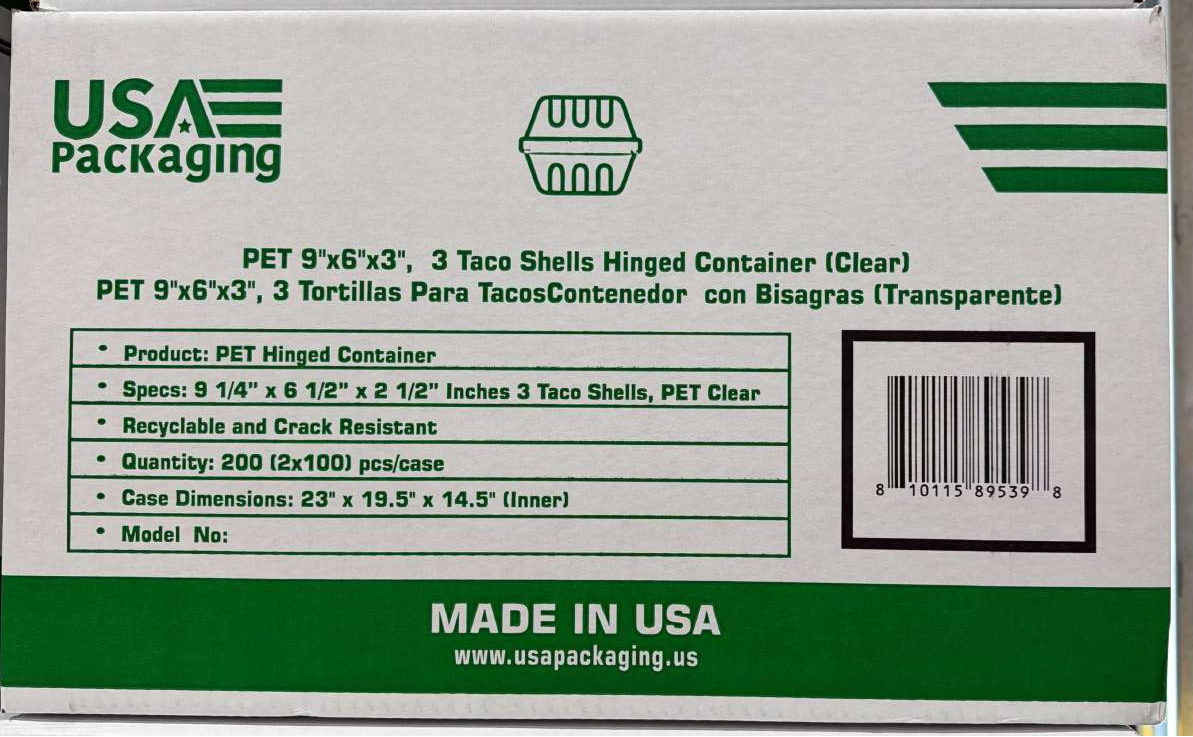 USA
Packaging
PET 9"x6"x3", 3 Taco Shells Hinged Container (Clear)
PET 9"x6"x3", 3 Tortillas Para TacosContenedor con Bisagras (Transparente)
• Product: PET Hinged Container
• Specs: 9 1/4" x 6 1/2" x 2 1/2" Inches 3 Taco Shells, PET Clear
• Recyclable and Crack Resistant
• Quantity: 200 (2x100) pcs/case
• Case Dimensions: 23" x 19.5" x 14.5" (Inner)
• Model No:
8 10115 89539 8
MADE IN USA
www.usapackaging.us